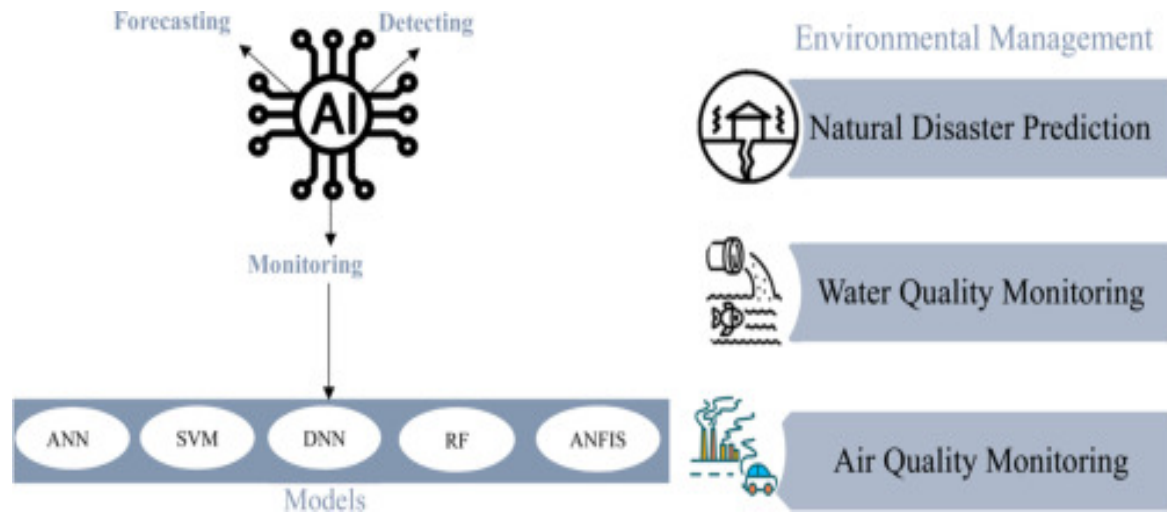 Forecasting
Detecting
AI
Monitoring
ANN
SVM
DNN
RF
ANFIS
Models
Environmental Management
Natural Disaster Prediction
Water Quality Monitoring
Air Quality Monitoring